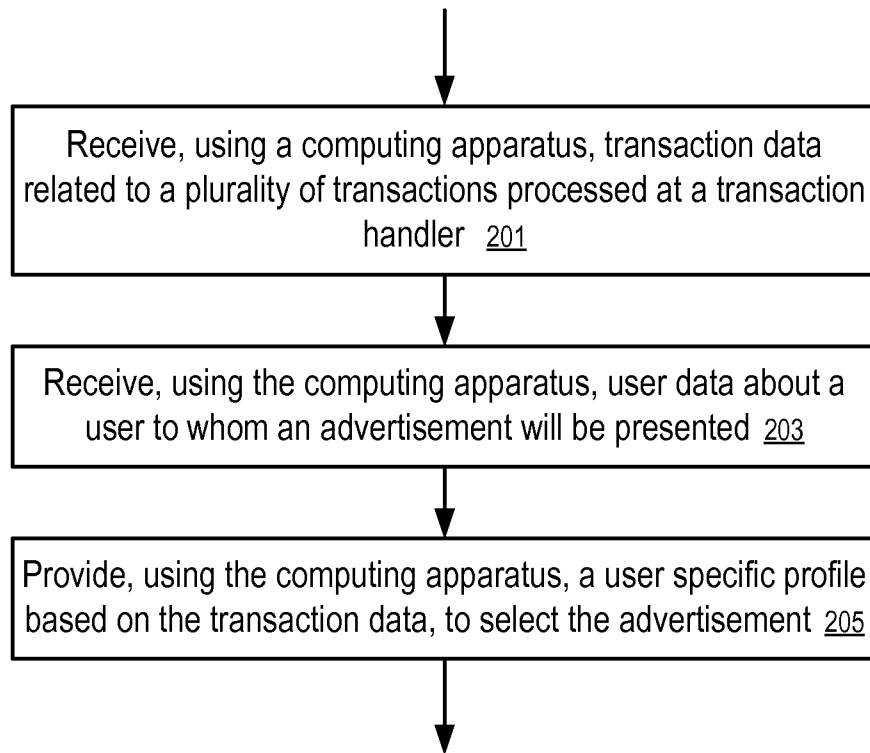 Receive, using a computing apparatus, transaction data
related to a plurality of transactions processed at a transaction
handler 201
Receive, using the computing apparatus, user data about a
user to whom an advertisement will be presented 203
Provide, using the computing apparatus, a user specific profile
based on the transaction data, to select the advertisement 205